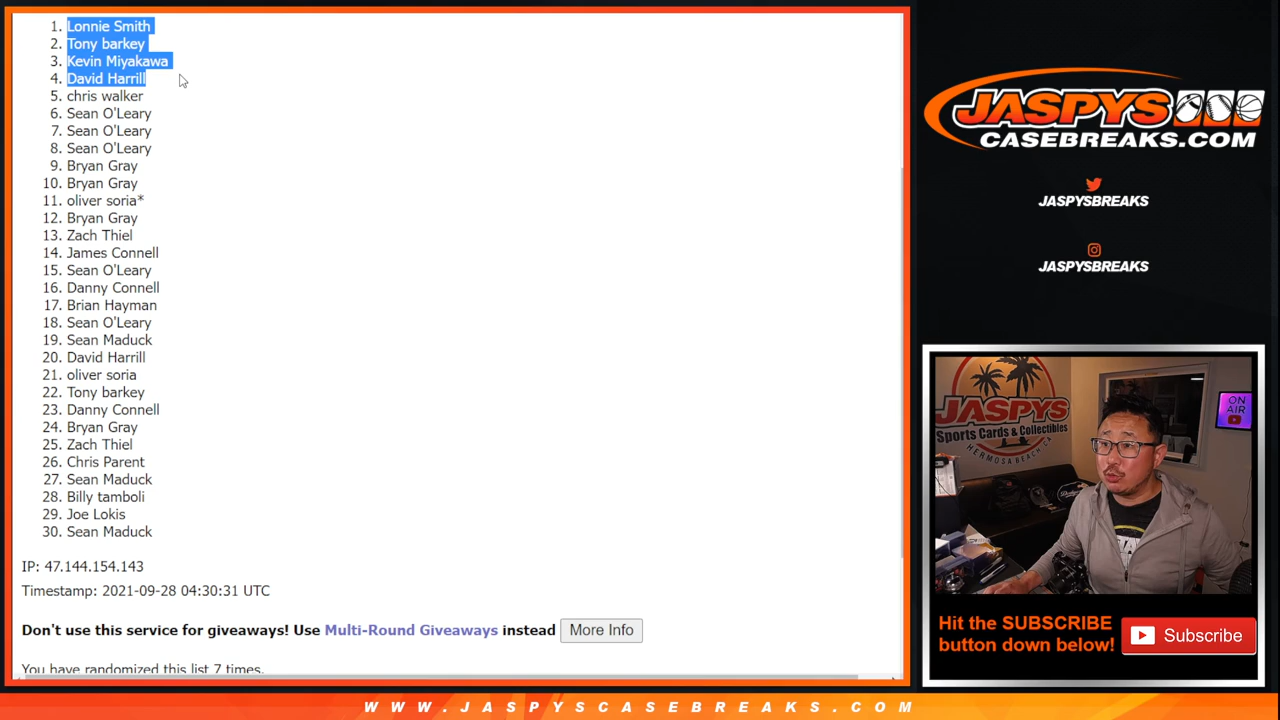 1. Lonnie Smith
2. Tony barkey
3. Kevin Miyakawa
4. David Harrill
5. chris walker
6. Sean O'Leary
7. Sean O'Leary
8. Sean O'Leary
9. Bryan Gray
10. Bryan Gray
11. oliver soria*
12. Bryan Gray
13. Zach Thiel
14. James Connell
15. Sean O'Leary
16. Danny Connell
17. Brian Hayman
18. Sean O'Leary
19. Sean Maduck
20. David Harrill
21. oliver soria
22. Tony barkey
23. Danny Connell
24. Bryan Gray
25. Zach Thiel
26. Chris Parent
27. Sean Maduck
28. Billy tamboli
29. Joe Lokis
30. Sean Maduck
IP: 47.144.154.143
Timestamp: 2021-09-28 04:30:31 UTC
Don't use this service for giveaways! Use Multi-Round Giveaways instead More Info
You have randomized this list 7 times.
JASPYS
CASEBREAKS.COM
JASPYSBREAKS
JASPYSBREAKS
JASPYS
Sports Cards & Collectibles
HERMOSA BEACH, CA
ON
AIR
Hit the SUBSCRIBE
button down below!
Subscribe
WWW.JASPYSCASEBREAKS.COM